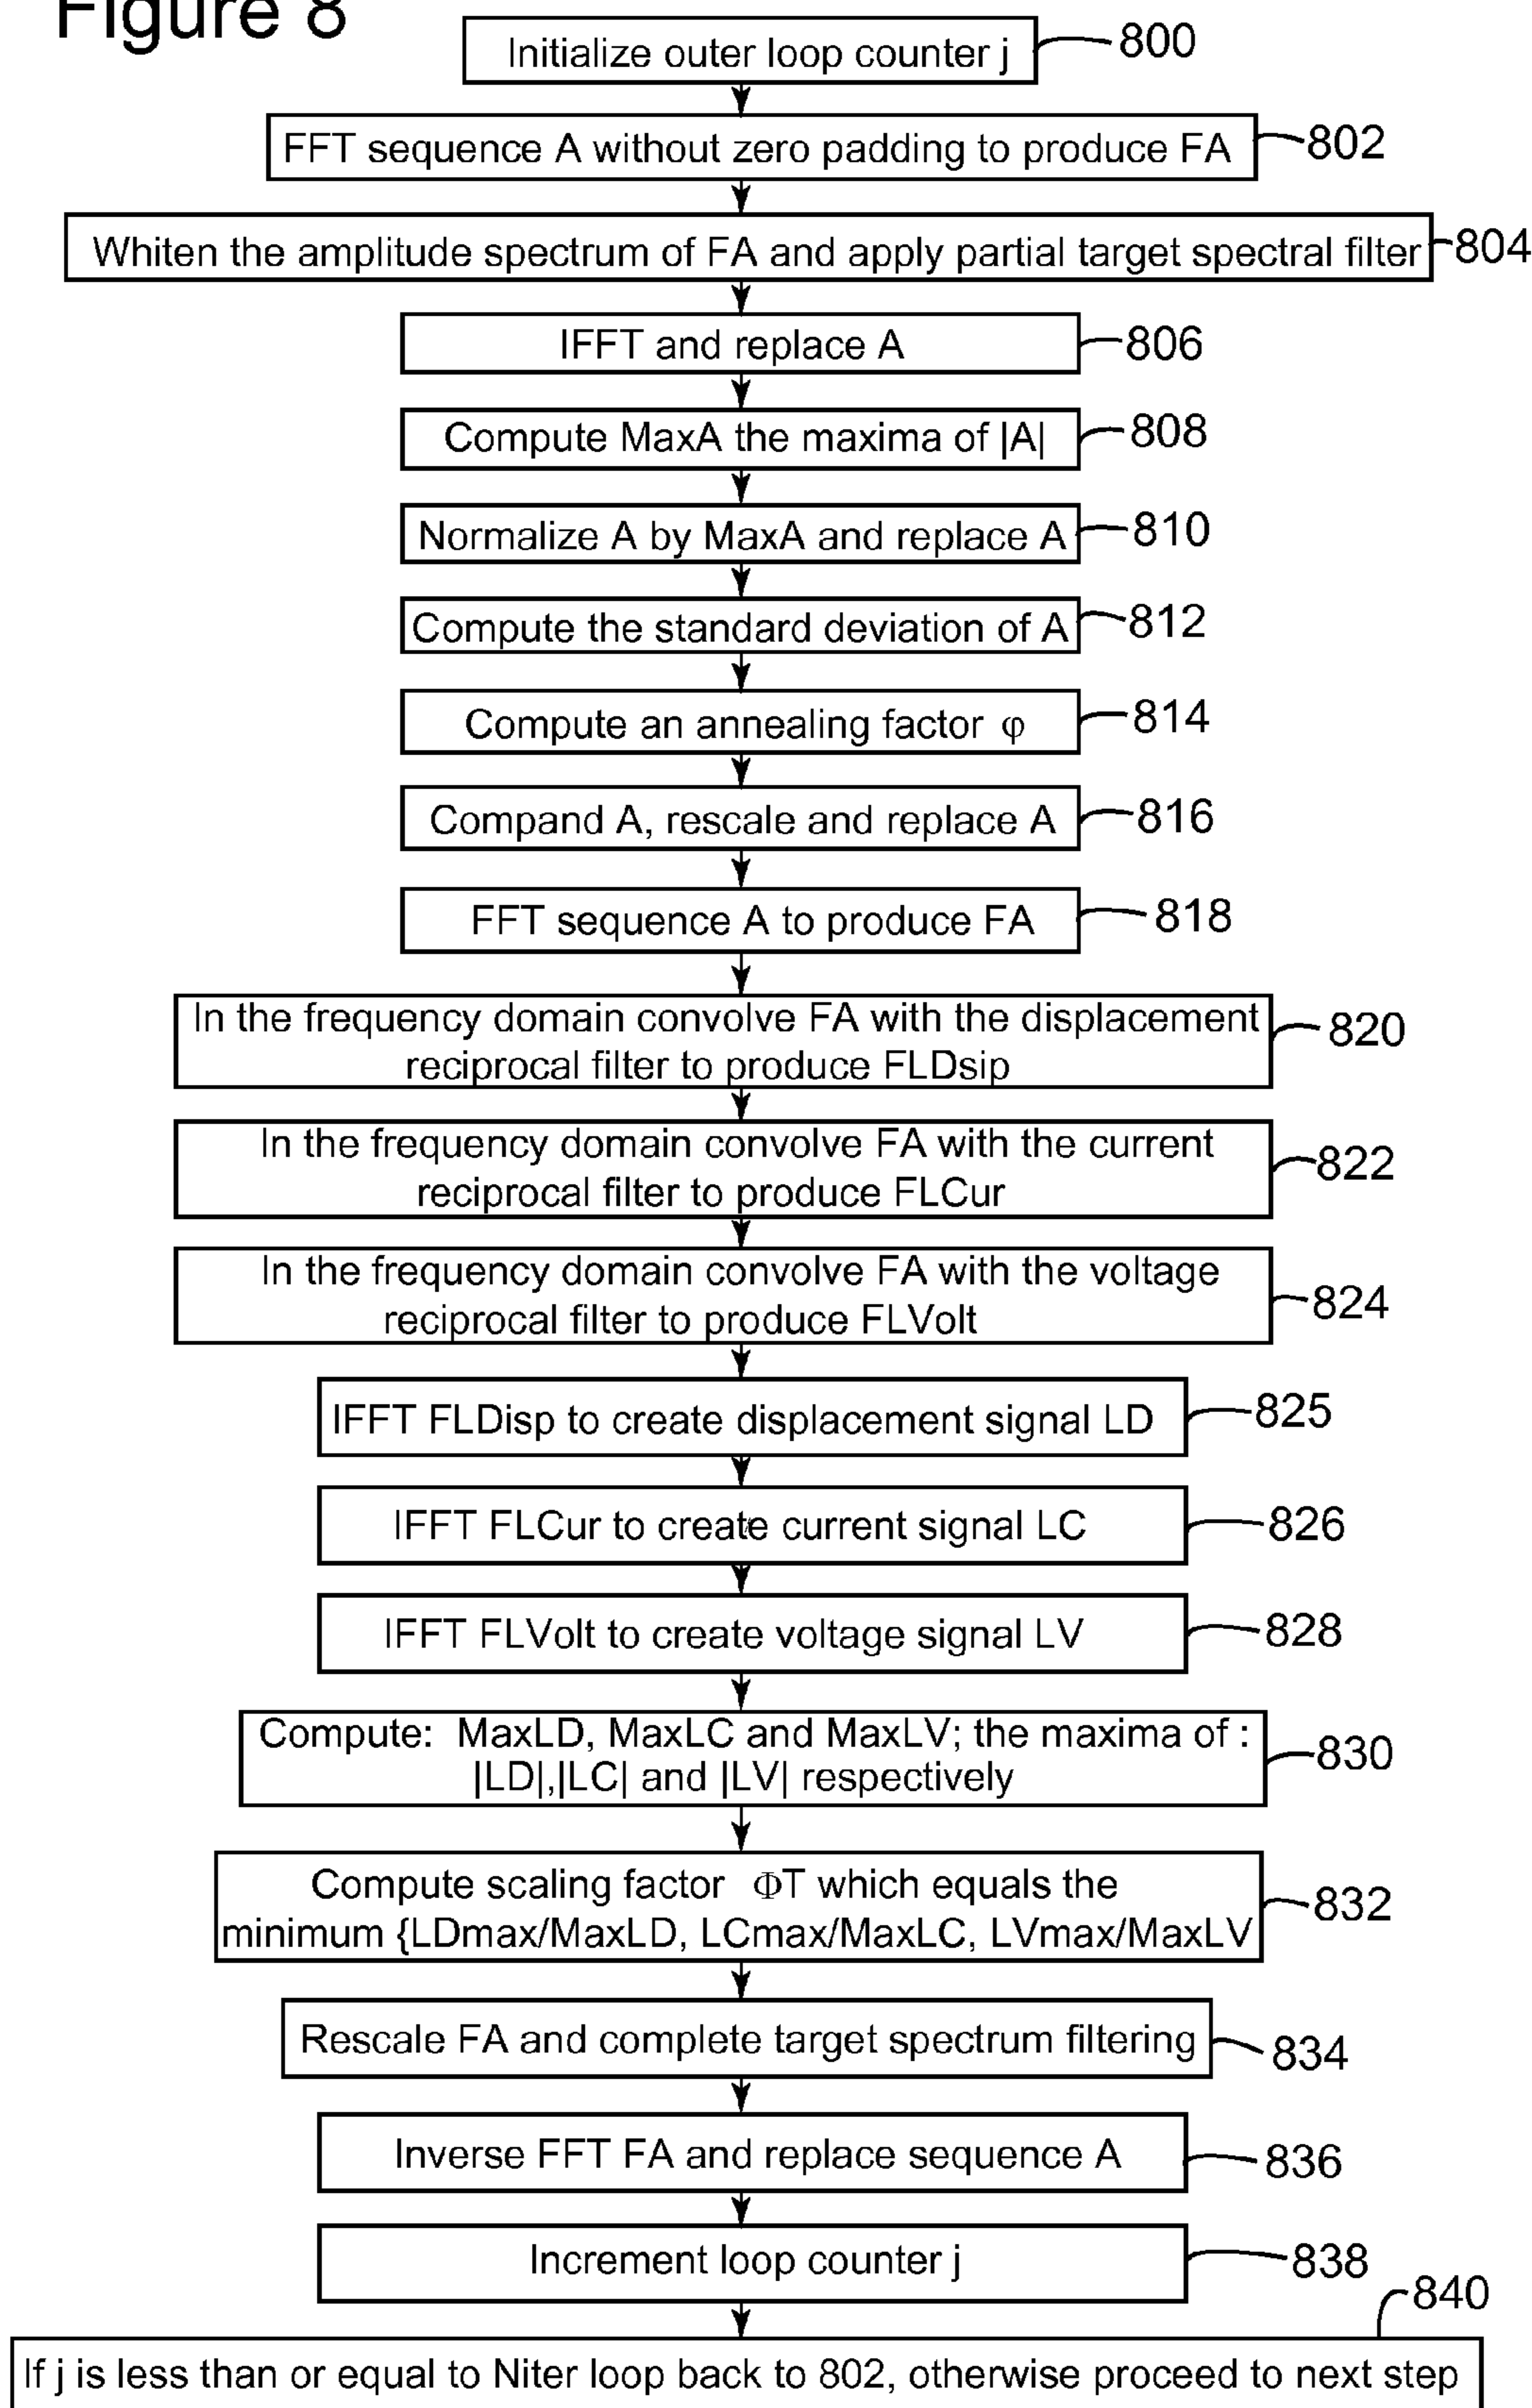 Figure 8
Initialize outer loop counter j
800
FFT sequence A without zero padding to produce FA
802
Whiten the amplitude spectrum of FA and apply partial target spectral filter
804
IFFT and replace A
806
Compute MaxA the maxima of |A|
808
Normalize A by MaxA and replace A
810
Compute the standard deviation of A
812
Compute an annealing factor φ
814
Compand A, rescale and replace A
816
FFT sequence A to produce FA
818
In the frequency domain convolve FA with the displacement
reciprocal filter to produce FLDsip
820
In the frequency domain convolve FA with the current
reciprocal filter to produce FLCur
822
In the frequency domain convolve FA with the voltage
reciprocal filter to produce FLVolt
824
IFFT FLDisp to create displacement signal LD
825
IFFT FLCur to create current signal LC
826
IFFT FLVolt to create voltage signal LV
828
Compute: MaxLD, MaxLC and MaxLV; the maxima of :
|LD|,|LC| and |LV| respectively
830
Compute scaling factor ΦT which equals the
minimum {LDmax/MaxLD, LCmax/MaxLC, LVmax/MaxLV
832
Rescale FA and complete target spectrum filtering
834
Inverse FFT FA and replace sequence A
836
Increment loop counter j
838
840
If j is less than or equal to Niter loop back to 802, otherwise proceed to next step